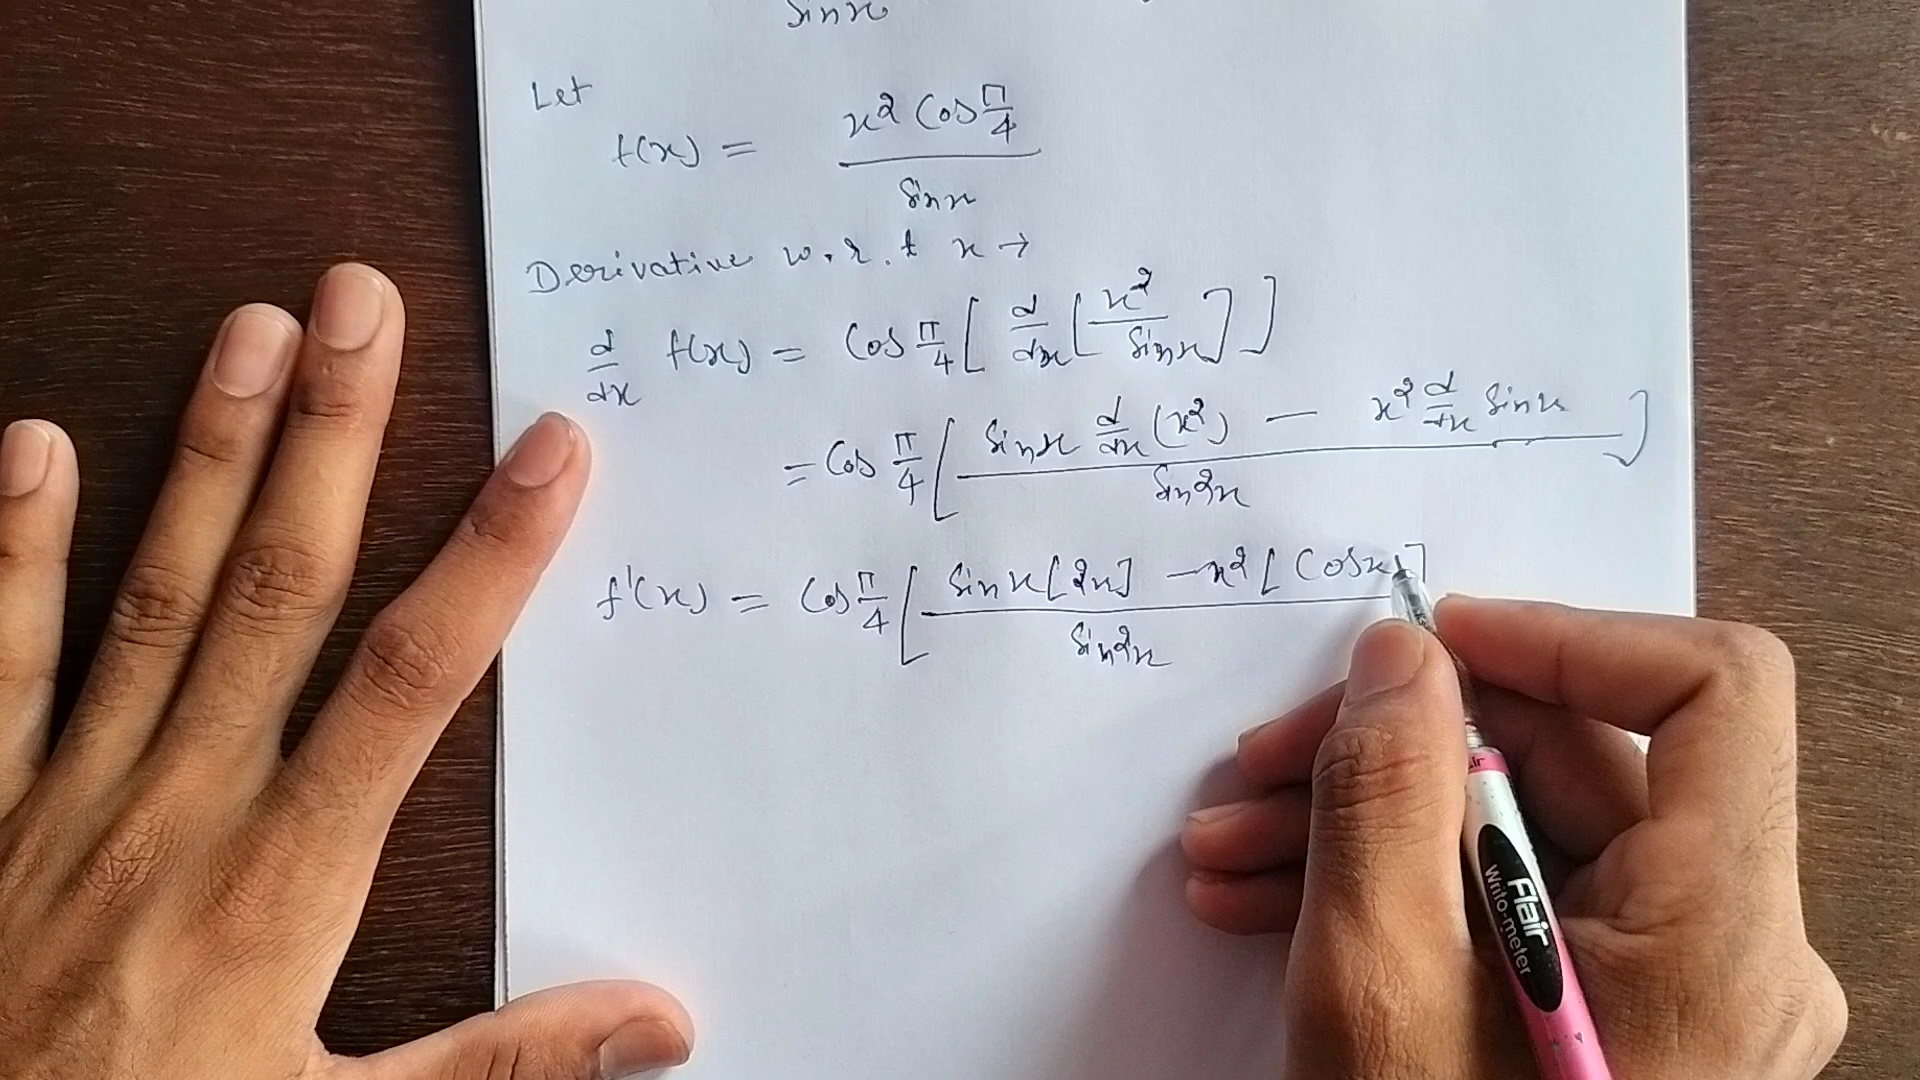 Sinx
Let
f(x) = x² Cos π/4 / Sinx
Derivative w.r.t x →
d/dx f(x) = Cos π/4 [ d/dx [ x² / Sinx ] ]
= Cos π/4 [ Sinx d/dx (x²) — x² d/dx Sinx / Sin²x ]
f'(x) = Cos π/4 [ Sinx [2x] — x² [ Cosx ] / Sin²x
Flair
Writo-meter